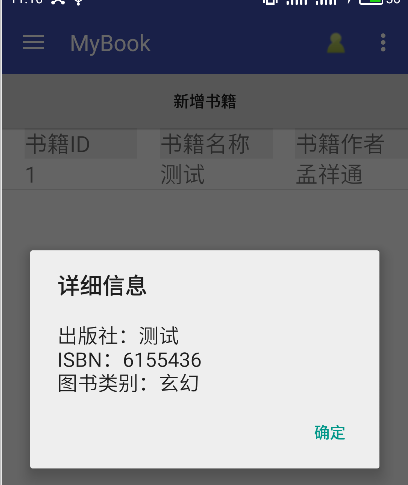 MyBook
新增书籍
书籍ID 书籍名称 书籍作者
1 测试 孟祥通
详细信息
出版社：测试
ISBN：6155436
图书类别：玄幻
确定